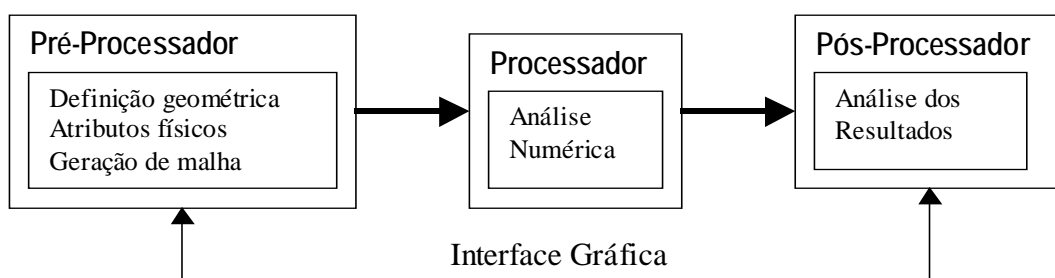 Pré-Processador
Definição geométrica
Atributos físicos
Geração de malha
Processador
Análise
Numérica
Pós-Processador
Análise dos
Resultados
Interface Gráfica